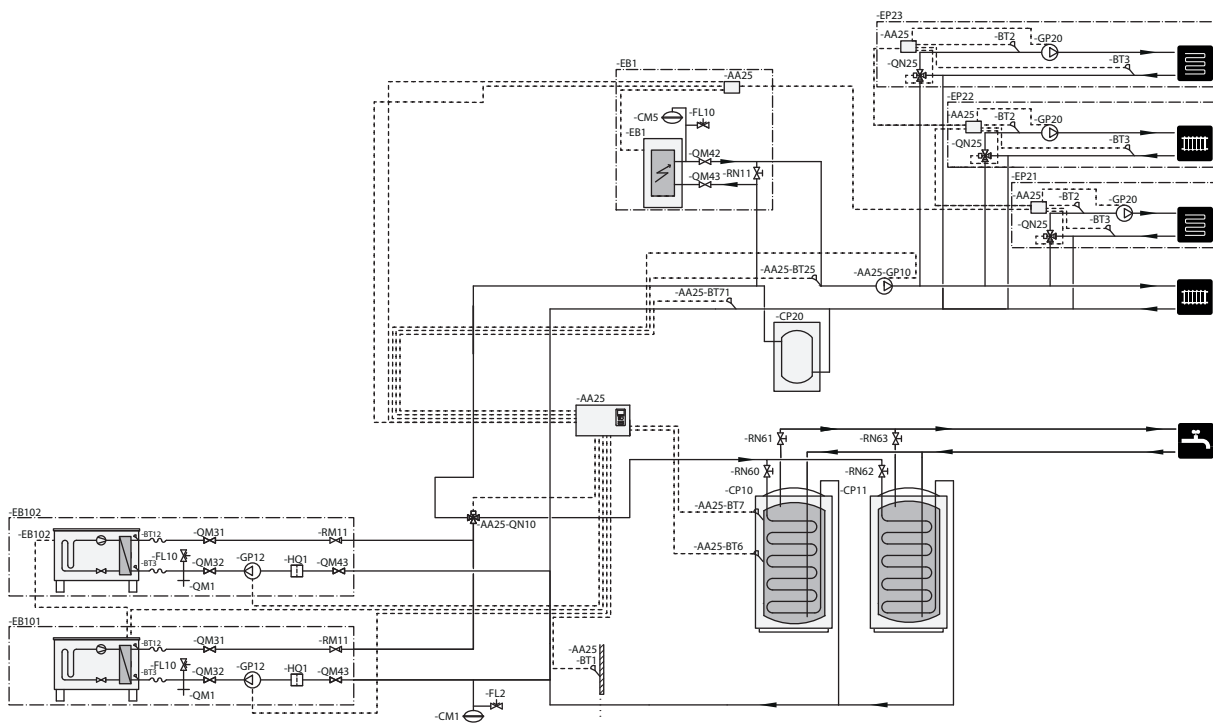 -EP23
-AA25
-BT2
-GP20
-QN25
-BT3
-EP22
-AA25
-BT2
-GP20
-QN25
-BT3
-EP21
-AA25
-BT2
-GP20
-QN25
-BT3
-EB1
-AA25
-CM5
-FL10
-EB1
-QM42
-QM43
-RN11
-AA25-BT25
-AA25-GP10
-AA25-BT71
-CP20
-AA25
-RN61
-RN63
-RN60
-RN62
-CP10
-CP11
-AA25-BT7
-AA25-BT6
-AA25-QN10
-EB102
-EB102
-BT12
-QM31
-RM11
-FL10
-BT3
-QM32
-GP12
-HQ1
-QM43
-QM1
-EB101
-BT12
-QM31
-RM11
-FL10
-BT3
-QM32
-GP12
-HQ1
-QM43
-QM1
-AA25
-BT1
-FL2
-CM1